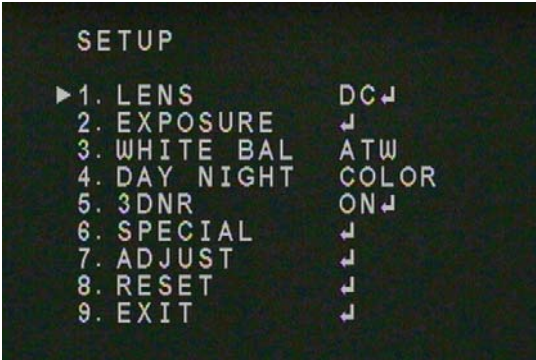 SETUP
▶1. LENS DC↲
2. EXPOSURE ↲
3. WHITE BAL ATW
4. DAY NIGHT COLOR
5. 3DNR ON↲
6. SPECIAL ↲
7. ADJUST ↲
8. RESET ↲
9. EXIT ↲